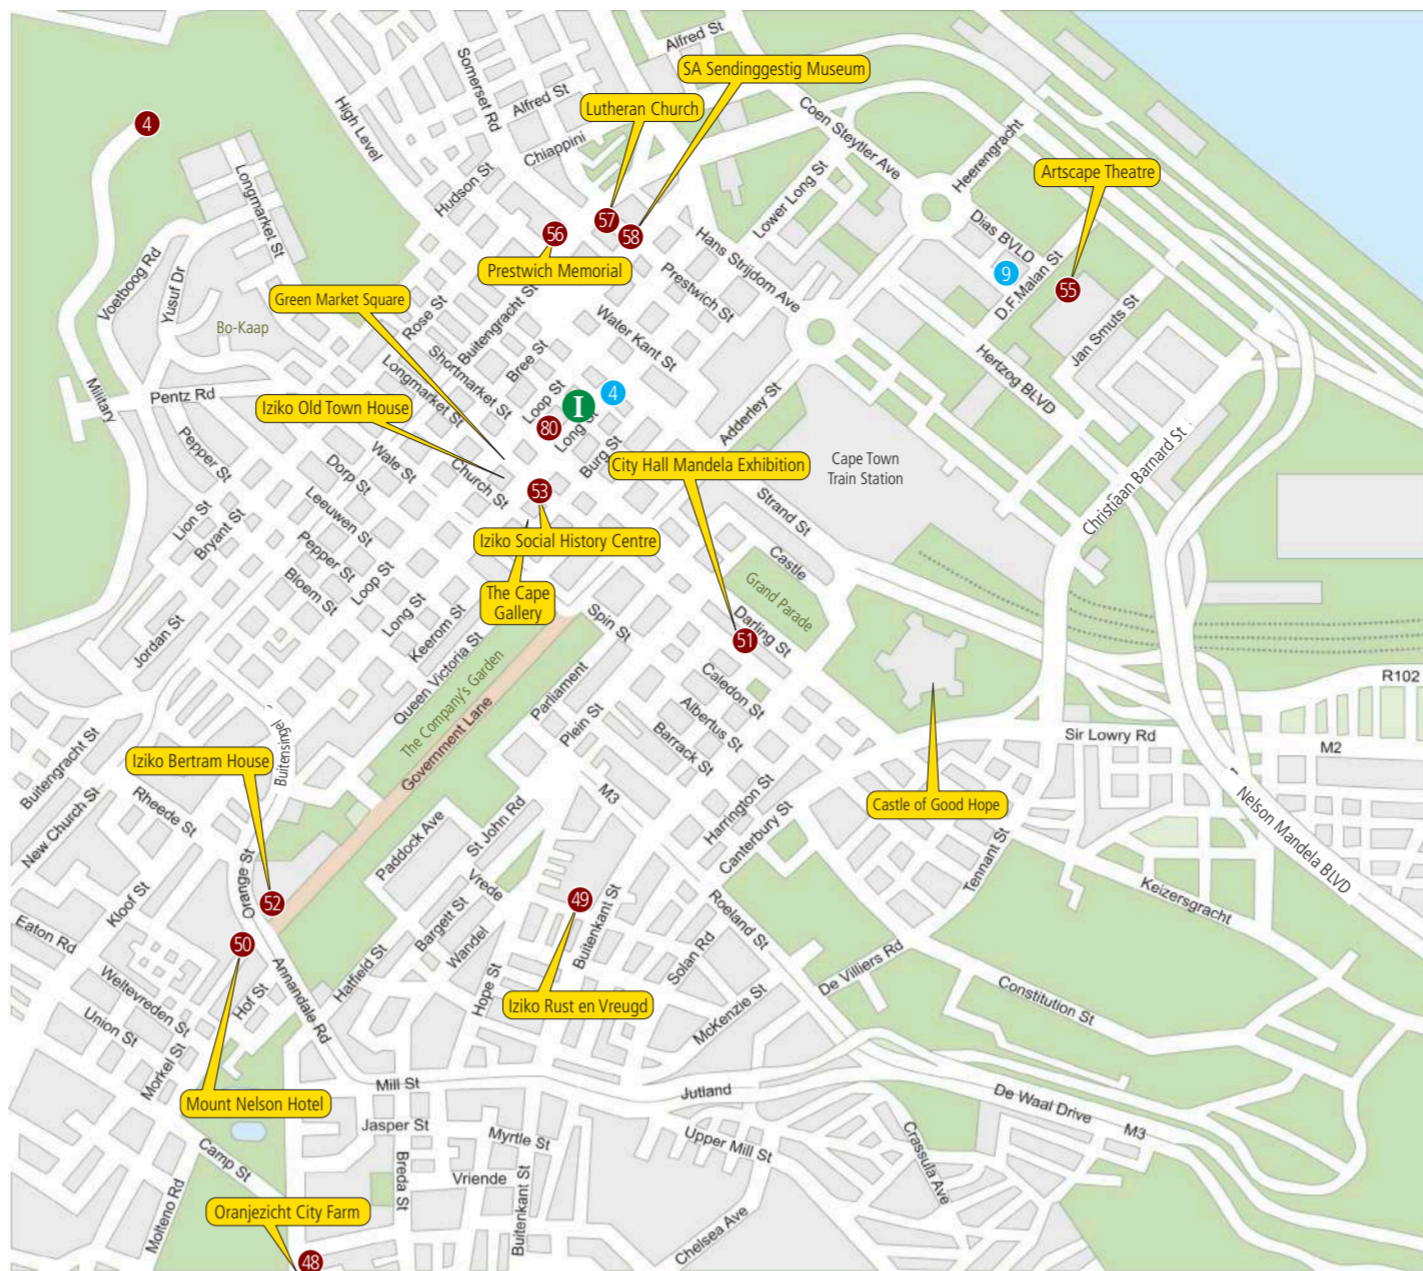 Alfred St
SA Sendinggestig Museum
Somerset Rd
Alfred St
Lutheran Church
High Level
Chiappini
Coen Steytler Ave
Heerengracht
4
Artscape Theatre
Longmarket St
Hudson St
Lower Long St
57
56
58
Dias BVLD
Voetboog Rd
Yusuf Dr
Prestwich Memorial
Hans Strijdom Ave
Prestwich St
9
D.F.Malan St
55
Green Market Square
Bo-Kaap
Rose St
Buitengracht St
Water Kant St
Jan Smuts St
Shortmarket St
Bree St
Hertzog BLVD
Longmarket St
Military
Pentz Rd
Loop St
I
4
Adderley St
Iziko Old Town House
80
Long St
Burg St
Pepper St
Wale St
Dorp St
Church St
City Hall Mandela Exhibition
Cape Town
Train Station
Christiaan Barnard St
Lion St
Bryant St
Leeuwen St
53
Strand St
Iziko Social History Centre
Pepper St
Loop St
Bloem St
Castle
The Cape
Gallery
Grand Parade
Long St
Keerom St
Spin St
Darling St
51
Jordan St
Queen Victoria St
The Company's Garden
Government Lane
Parliament
Plein St
Caledon St
Albertus St
Barrack St
R102
Buitensingel
Buitengracht St
Sir Lowry Rd
M2
Iziko Bertram House
New Church St
Rheede St
M3
Harrington St
Canterbury St
Castle of Good Hope
Nelson Mandela BLVD
Paddock Ave
St John Rd
Vrede
Tennant St
Orange St
Kloof St
52
49
Keizersgracht
Eaton Rd
50
Bargett St
Wandel
Buitenkant St
Roeland St
Solan Rd
De Villiers Rd
Hatfield St
Annandale Rd
Weltevreden St
Hof St
Hope St
Iziko Rust en Vreugd
McKenzie St
Constitution St
Union St
Morkel St
Mount Nelson Hotel
Mill St
Jutland
De Waal Drive
M3
Jasper St
Myrtle St
Upper Mill St
Crassula Ave
Camp St
Breda St
Vriende
Buitenkant St
Molteno Rd
Oranjezicht City Farm
Chelsea Ave
48